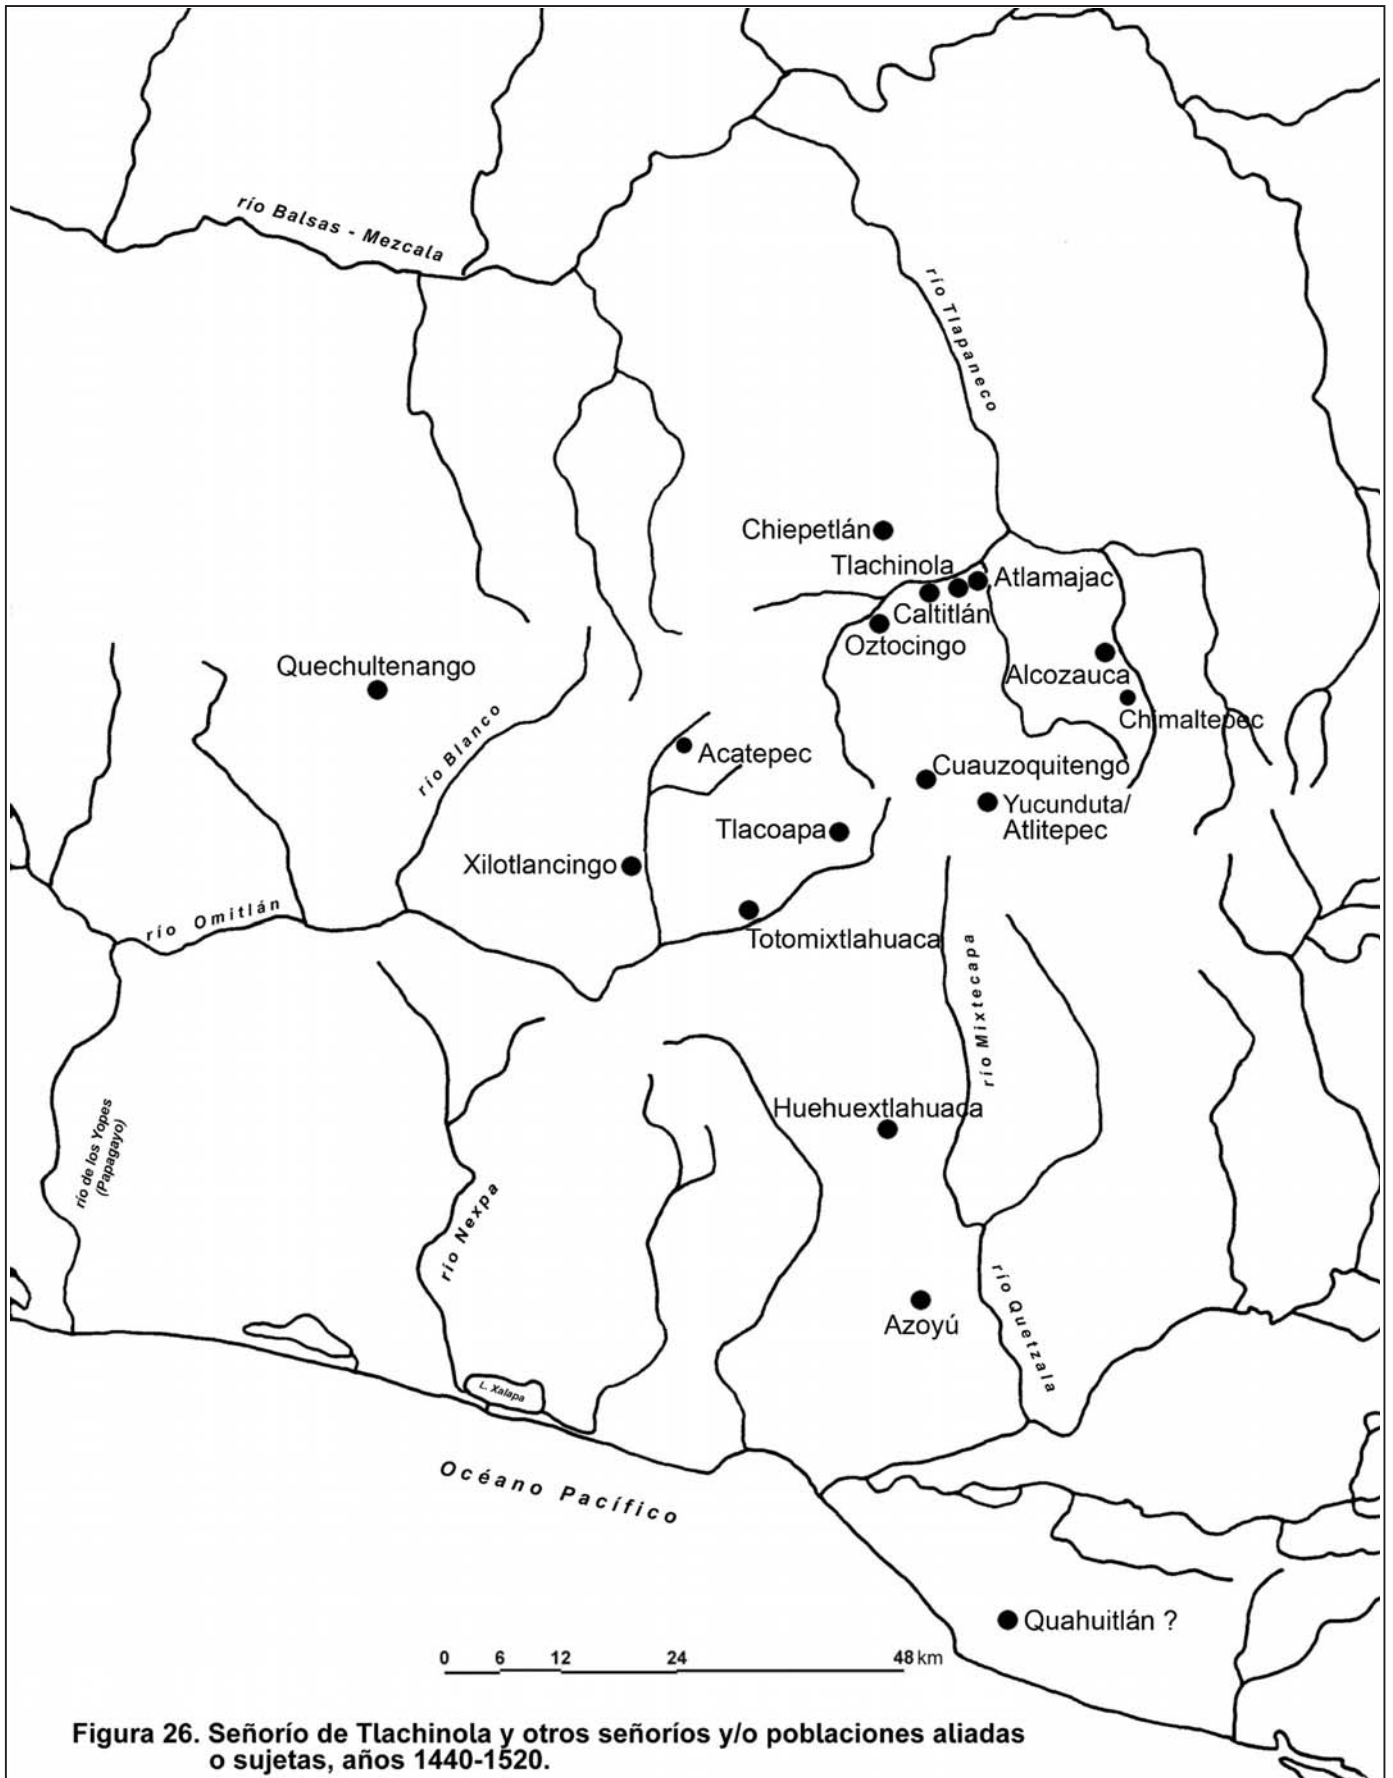 río Balsas - Mezcala
río Tlapaneco
Chiepetlán
Tlachinola
Atlamajac
Caltitlán
Oztocingo
Alcozauca
Quechultenango
Chimaltepec
río Blanco
Acatepec
Cuauzoquitengo
Yucunduta/
Atlitepec
Tlacoapa
Xilotlancingo
río Omitlán
Totomixtlahuaca
río Mixtecapa
Huehuextlahuaca
río de los Yopes
(Papagayo)
río Nexpa
río Quetzala
Azoyú
L. Xalapa
Océano Pacífico
Quahuitlán ?
0 6 12 24 48 km
Figura 26. Señorío de Tlachinola y otros señoríos y/o poblaciones aliadas
o sujetas, años 1440-1520.